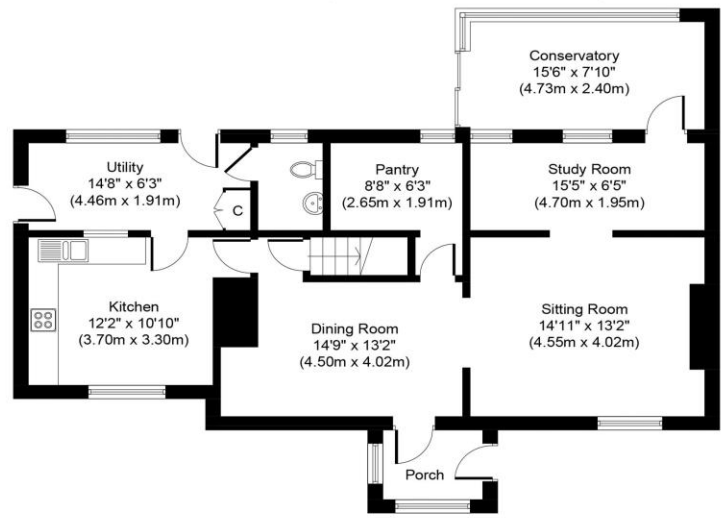 Conservatory
15'6" x 7'10"
(4.73m x 2.40m)
Utility
14'8" x 6'3"
(4.46m x 1.91m)
C
Pantry
8'8" x 6'3"
(2.65m x 1.91m)
Study Room
15'5" x 6'5"
(4.70m x 1.95m)
Kitchen
12'2" x 10'10"
(3.70m x 3.30m)
Dining Room
14'9" x 13'2"
(4.50m x 4.02m)
Sitting Room
14'11" x 13'2"
(4.55m x 4.02m)
Porch